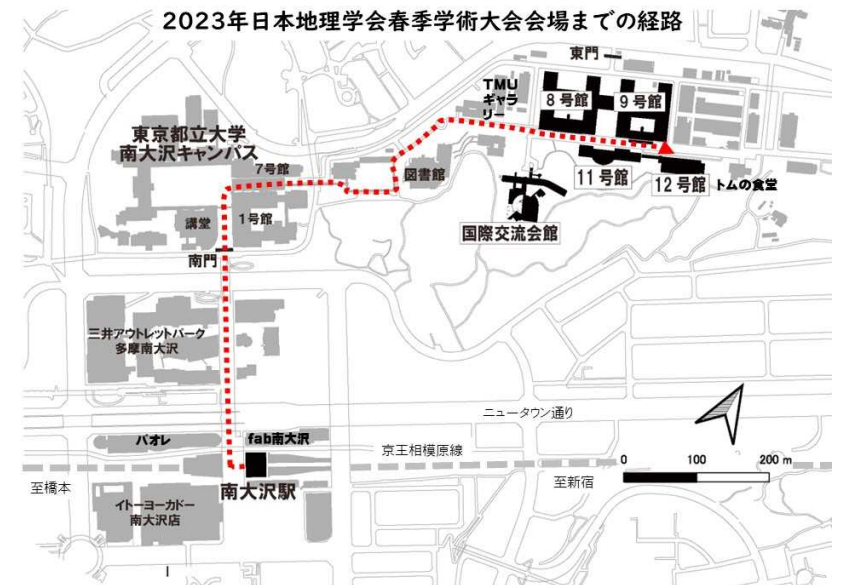 2023年日本地理学会春季学術大会会場までの経路
東門
TMU
ギャラ
リー
8号館
9号館
東京都立大学
南大沢キャンパス
7号館
図書館
11号館
12号館
トムの食堂
講堂
1号館
国際交流会館
南門
三井アウトレットパーク
多摩南大沢
ニュータウン通り
パオレ
fab南大沢
京王相模原線
0 100 200 m
至橋本
南大沢駅
至新宿
イトーヨーカドー
南大沢店